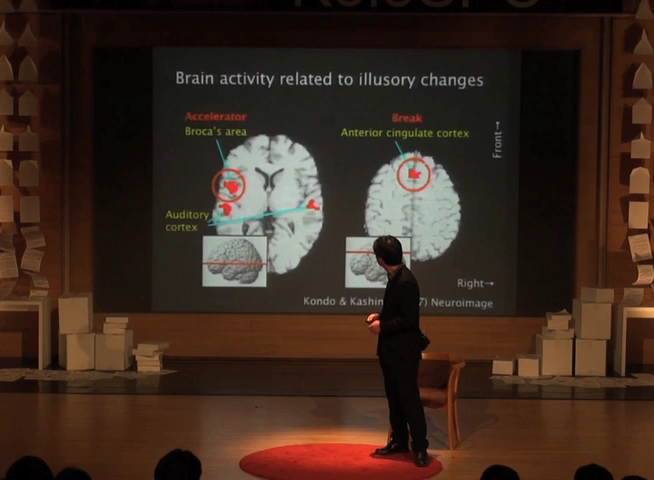 Brain activity related to illusory changes
Accelerator
Broca's area
Break
Anterior cingulate cortex
Front→
Auditory
cortex
Right→
Kondo & Kashin 7) Neuroimage